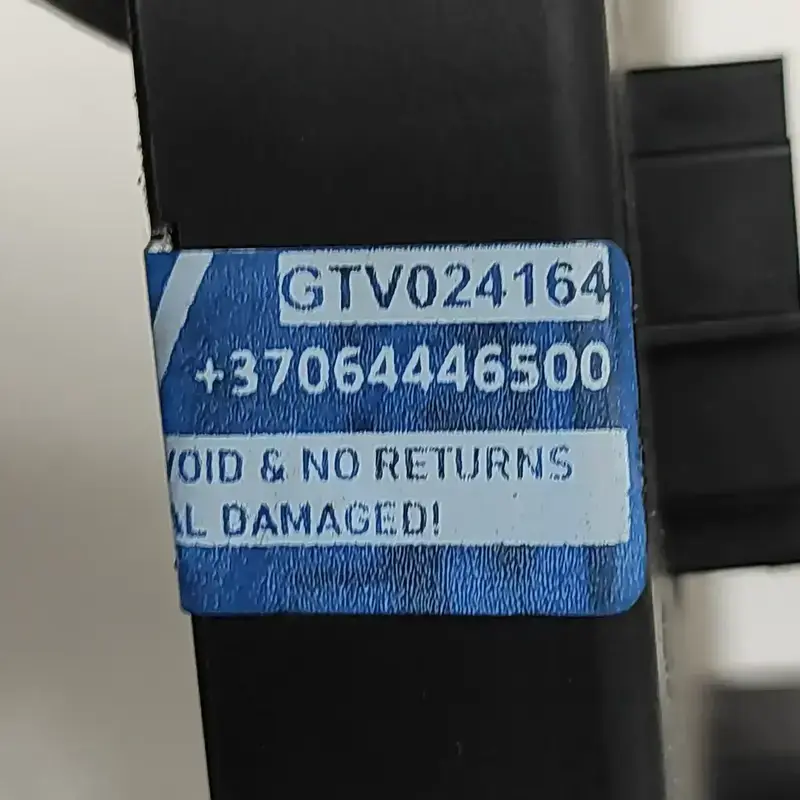 GTV024164
+37064446500
VOID & NO RETURNS
AL DAMAGED!